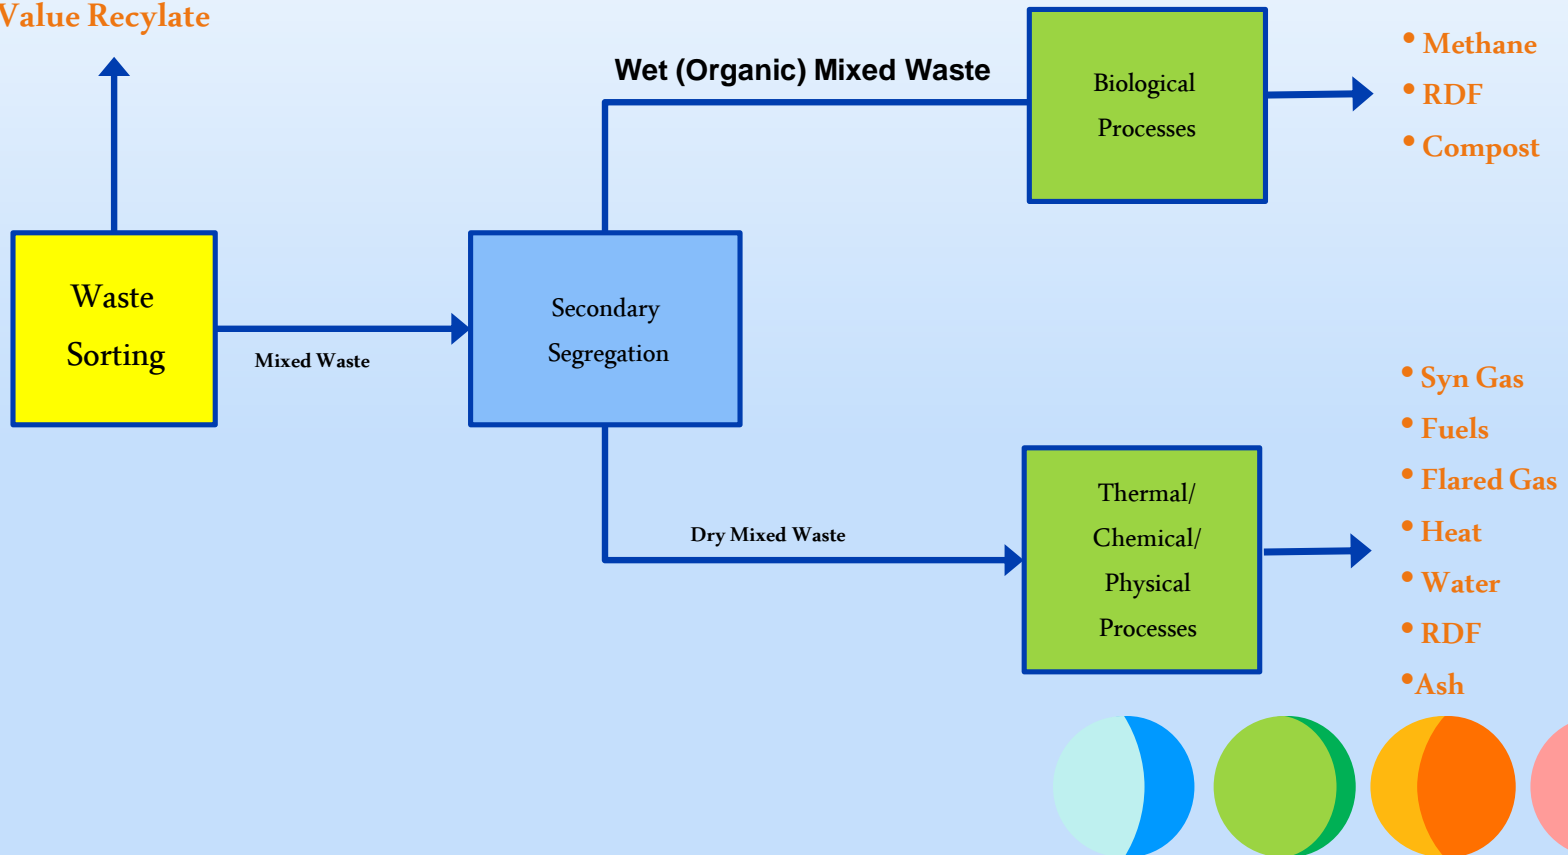 Value Recylate
Wet (Organic) Mixed Waste
Biological
Processes
• Methane
• RDF
• Compost
Waste
Sorting
Mixed Waste
Secondary
Segregation
Dry Mixed Waste
Thermal/
Chemical/
Physical
Processes
• Syn Gas
• Fuels
• Flared Gas
• Heat
• Water
• RDF
•Ash